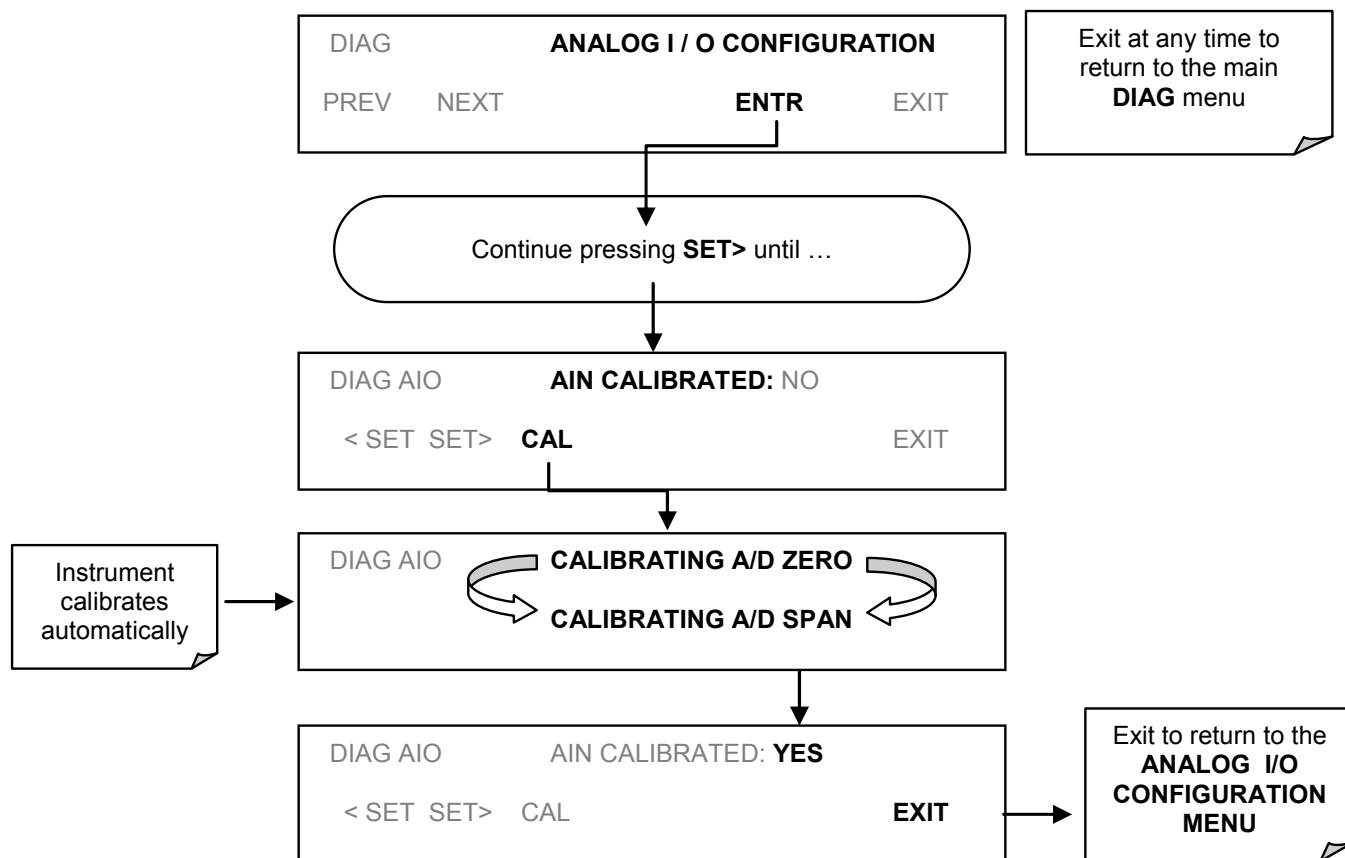 DIAG ANALOG I / O CONFIGURATION
PREV NEXT ENTR EXIT
Exit at any time to
return to the main
DIAG menu
Continue pressing SET> until …
DIAG AIO AIN CALIBRATED: NO
< SET SET> CAL EXIT
Instrument
calibrates
automatically
DIAG AIO CALIBRATING A/D ZERO
CALIBRATING A/D SPAN
DIAG AIO AIN CALIBRATED: YES
< SET SET> CAL EXIT
Exit to return to the
ANALOG I/O
CONFIGURATION
MENU